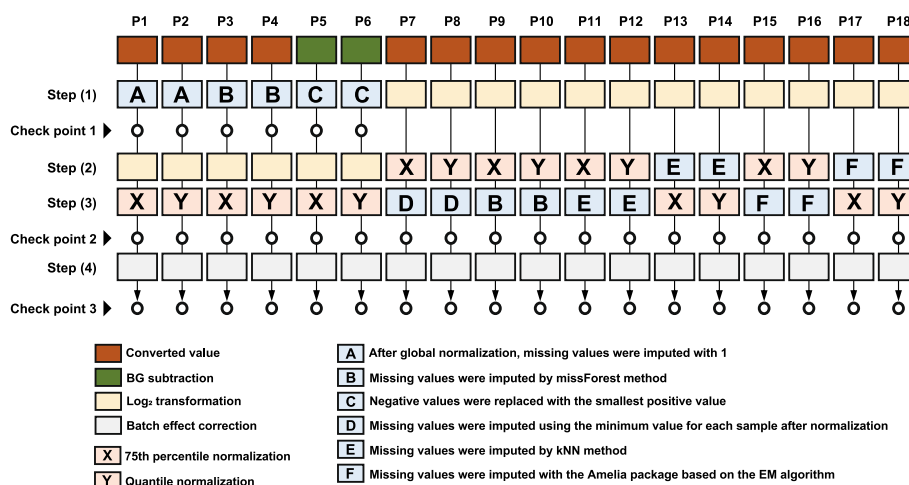 P1 P2 P3 P4 P5 P6 P7 P8 P9 P10 P11 P12 P13 P14 P15 P16 P17 P18
Step (1) A A B B C C
Check point 1
Step (2) X Y X Y X Y E E X Y F F
Step (3) X Y X Y X Y D D B B E E X Y F F X Y
Check point 2
Step (4)
Check point 3
Converted value
BG subtraction
Log₂ transformation
Batch effect correction
X 75th percentile normalization
Y Quantile normalization
A After global normalization, missing values were imputed with 1
B Missing values were imputed by missForest method
C Negative values were replaced with the smallest positive value
D Missing values were imputed using the minimum value for each sample after normalization
E Missing values were imputed by kNN method
F Missing values were imputed with the Amelia package based on the EM algorithm